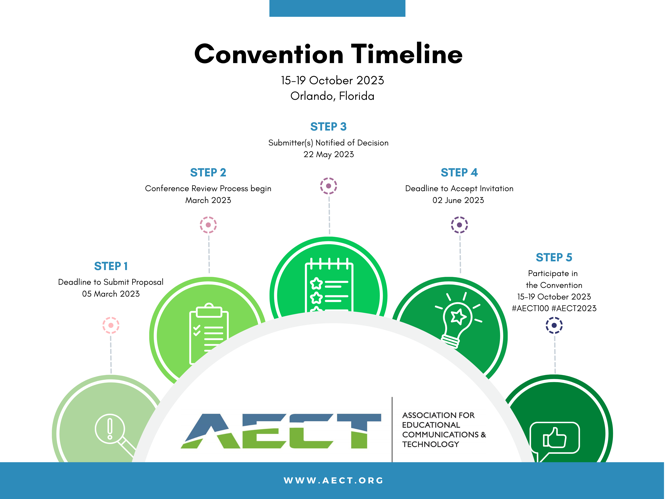 Convention Timeline
15-19 October 2023
Orlando, Florida
STEP 3
Submitter(s) Notified of Decision
22 May 2023
STEP 2
Conference Review Process begin
March 2023
STEP 4
Deadline to Accept Invitation
02 June 2023
STEP 1
Deadline to Submit Proposal
05 March 2023
STEP 5
Participate in
the Convention
15-19 October 2023
#AECT100 #AECT2023
AECT
ASSOCIATION FOR
EDUCATIONAL
COMMUNICATIONS &
TECHNOLOGY
WWW.AECT.ORG